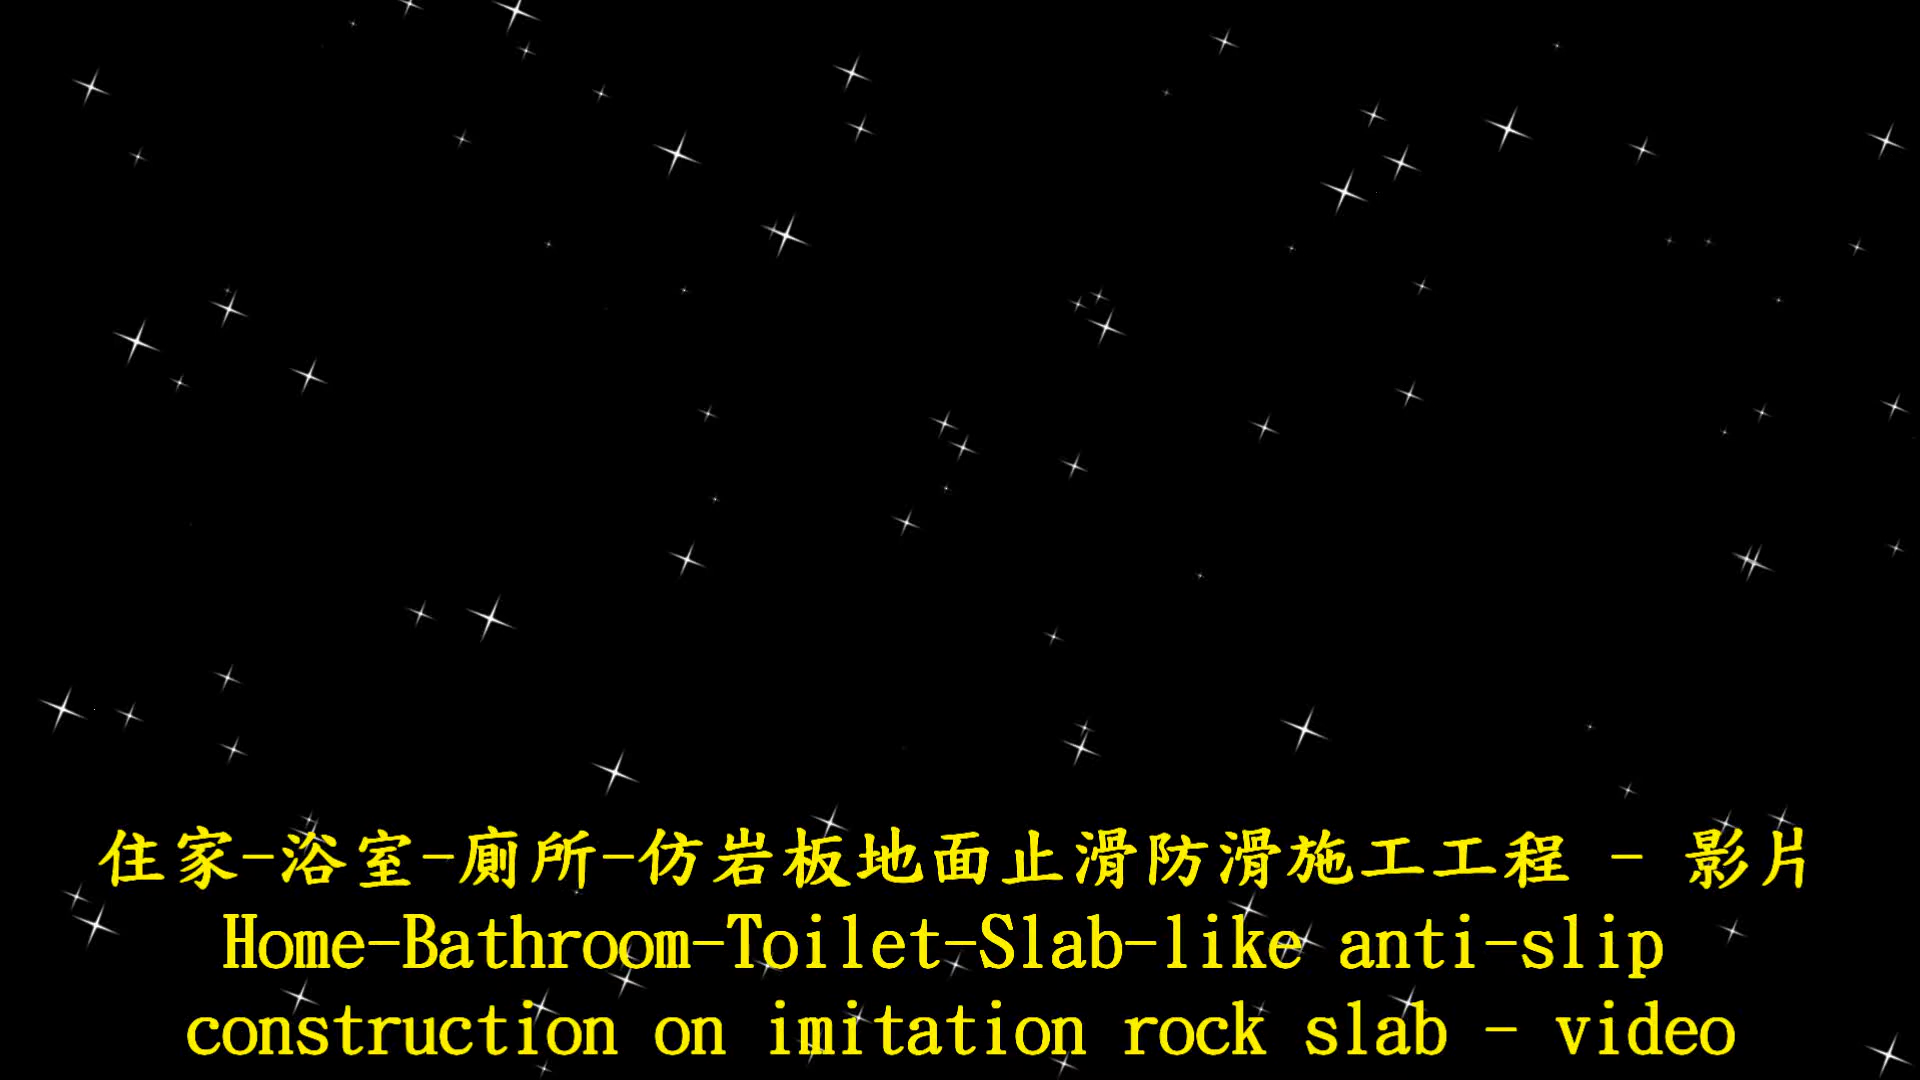 住家-浴室-廁所-仿岩板地面止滑防滑施工工程 - 影片
Home-Bathroom-Toilet-Slab-like anti-slip
construction on imitation rock slab - video